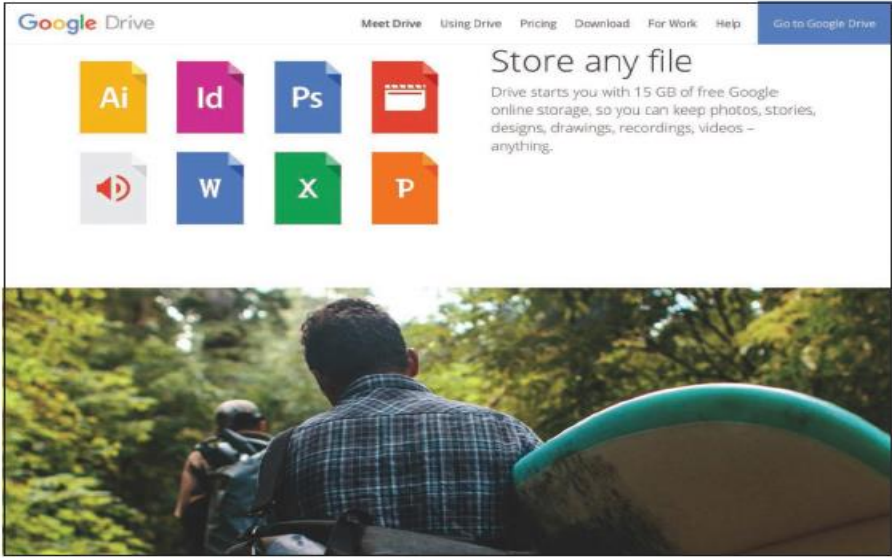 Google Drive
Meet Drive Using Drive Pricing Download For Work Help Go to Google Drive
Ai Id Ps
W X P
Store any file
Drive starts you with 15 GB of free Google
online storage, so you can keep photos, stories,
designs, drawings, recordings, videos –
anything.